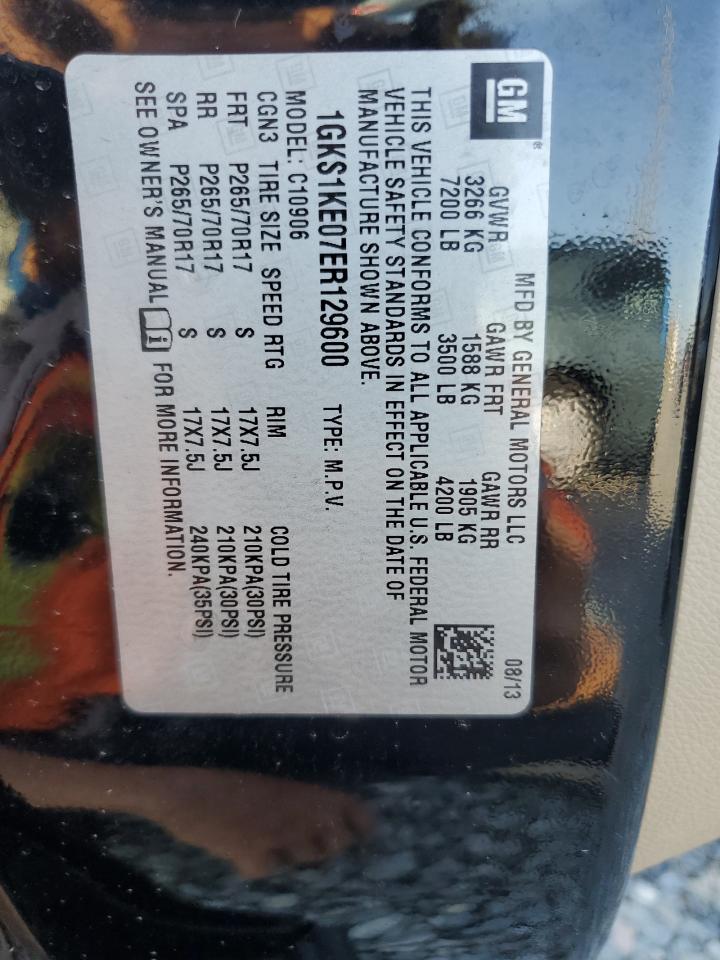 GM
MFD BY GENERAL MOTORS LLC 08/13
GVWR GAWR FRT GAWR RR
3266 KG 1588 KG 1905 KG
7200 LB 3500 LB 4200 LB
THIS VEHICLE CONFORMS TO ALL APPLICABLE U.S. FEDERAL MOTOR
VEHICLE SAFETY STANDARDS IN EFFECT ON THE DATE OF
MANUFACTURE SHOWN ABOVE.
1GKS1KE07ER129600 TYPE: M.P.V.
MODEL: C10906
CGN3 TIRE SIZE SPEED RTG RIM COLD TIRE PRESSURE
FRT P265/70R17 S 17X7.5J 210KPA(30PSI)
RR P265/70R17 S 17X7.5J 210KPA(30PSI)
SPA P265/70R17 S 17X7.5J 240KPA(35PSI)
SEE OWNER'S MANUAL i FOR MORE INFORMATION.